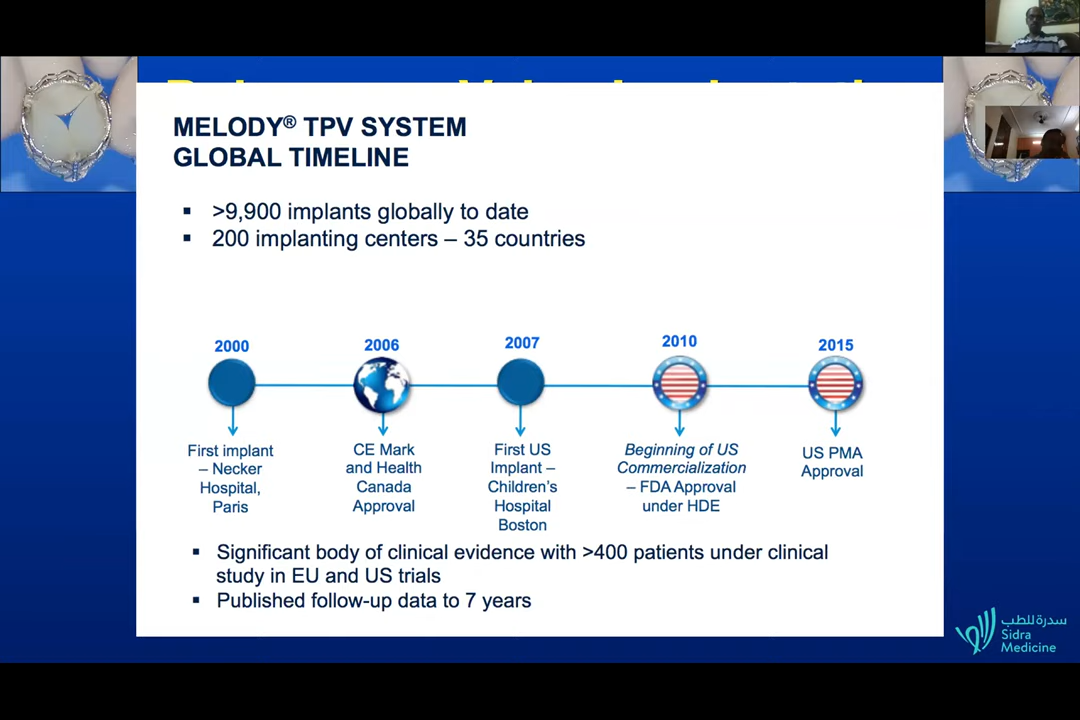 MELODY® TPV SYSTEM
GLOBAL TIMELINE
▪ >9,900 implants globally to date
▪ 200 implanting centers – 35 countries
2000
2006
2007
2010
2015
First implant
– Necker
Hospital,
Paris
CE Mark
and Health
Canada
Approval
First US
Implant –
Children's
Hospital
Boston
Beginning of US
Commercialization
– FDA Approval
under HDE
US PMA
Approval
▪ Significant body of clinical evidence with >400 patients under clinical
study in EU and US trials
▪ Published follow-up data to 7 years
سدرة للطب
Sidra
Medicine